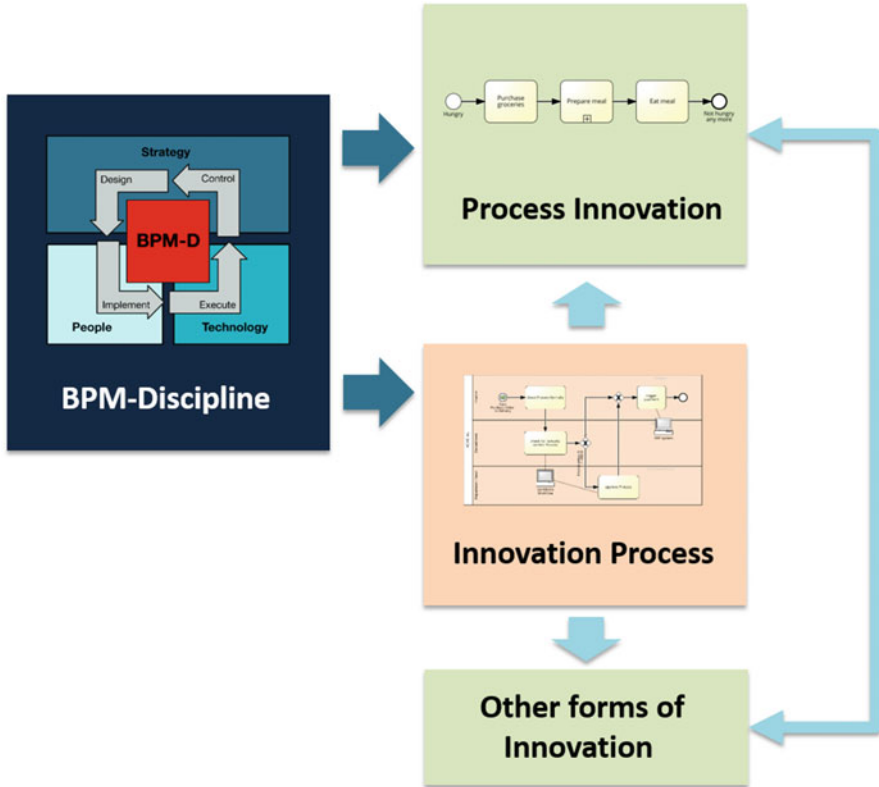 Strategy
Design
Control
BPM-D
Implement
Execute
People
Technology
BPM-Discipline
Hungry
Purchase
groceries
Prepare meal
Eat meal
Not hungry
any more
Process Innovation
Innovation Process
Other forms of
Innovation